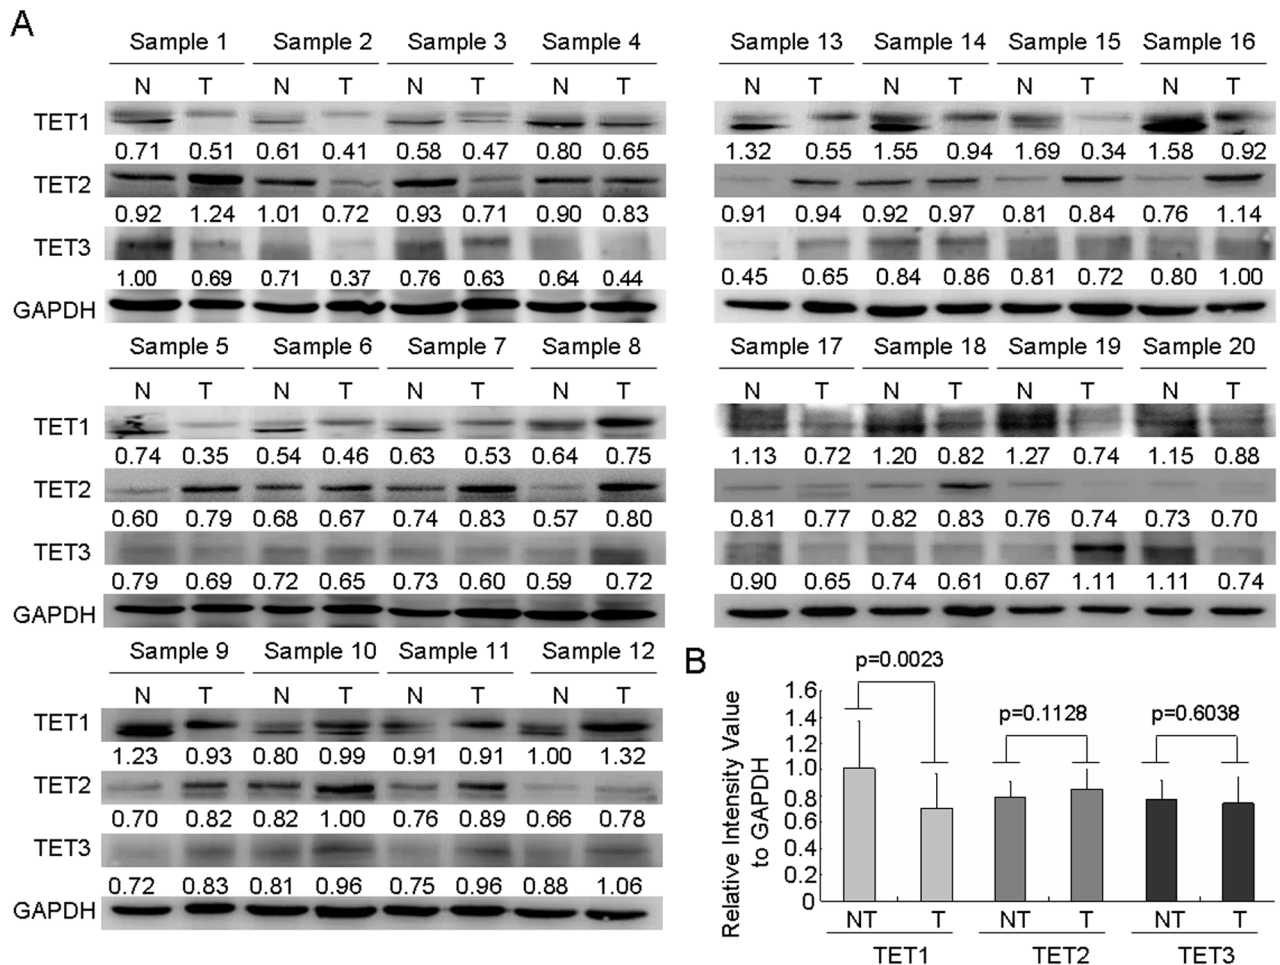 A
Sample 1 Sample 2 Sample 3 Sample 4
N T N T N T N T
TET1
0.71 0.51 0.61 0.41 0.58 0.47 0.80 0.65
TET2
0.92 1.24 1.01 0.72 0.93 0.71 0.90 0.83
TET3
1.00 0.69 0.71 0.37 0.76 0.63 0.64 0.44
GAPDH
Sample 5 Sample 6 Sample 7 Sample 8
N T N T N T N T
TET1
0.74 0.35 0.54 0.46 0.63 0.53 0.64 0.75
TET2
0.60 0.79 0.68 0.67 0.74 0.83 0.57 0.80
TET3
0.79 0.69 0.72 0.65 0.73 0.60 0.59 0.72
GAPDH
Sample 9 Sample 10 Sample 11 Sample 12
N T N T N T N T
TET1
1.23 0.93 0.80 0.99 0.91 0.91 1.00 1.32
TET2
0.70 0.82 0.82 1.00 0.76 0.89 0.66 0.78
TET3
0.72 0.83 0.81 0.96 0.75 0.96 0.88 1.06
GAPDH
Sample 13 Sample 14 Sample 15 Sample 16
N T N T N T N T
1.32 0.55 1.55 0.94 1.69 0.34 1.58 0.92
0.91 0.94 0.92 0.97 0.81 0.84 0.76 1.14
0.45 0.65 0.84 0.86 0.81 0.72 0.80 1.00
Sample 17 Sample 18 Sample 19 Sample 20
N T N T N T N T
1.13 0.72 1.20 0.82 1.27 0.74 1.15 0.88
0.81 0.77 0.82 0.83 0.76 0.74 0.73 0.70
0.90 0.65 0.74 0.61 0.67 1.11 1.11 0.74
B
Relative Intensity Value
to GAPDH
1.6
1.4
1.2
1.0
0.8
0.6
0.4
0.2
0
p=0.0023
p=0.1128
p=0.6038
NT T NT T NT T
TET1 TET2 TET3